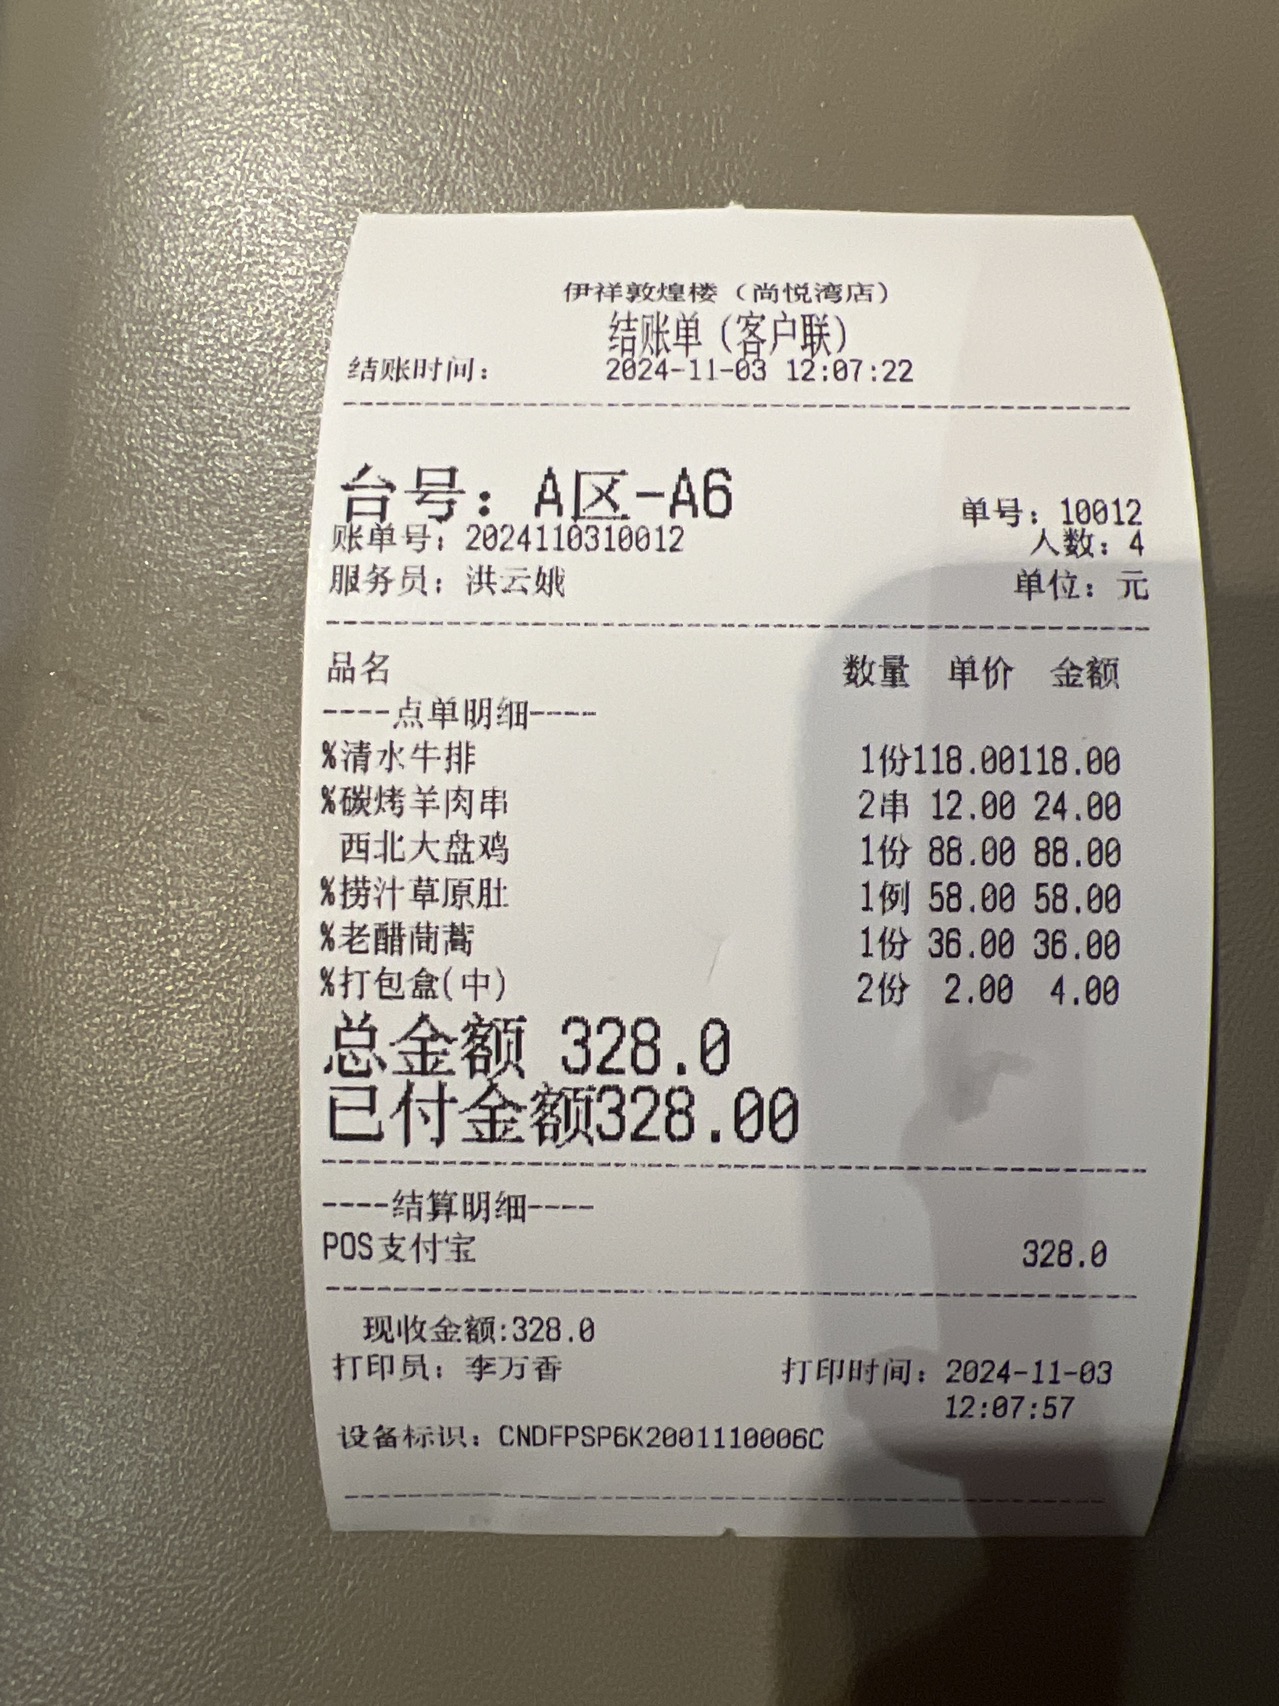 伊祥敦煌楼（尚悦湾店）
结账单（客户联）
结账时间： 2024-11-03 12:07:22
台号：A区-A6 单号：10012
账单号：2024110310012 人数：4
服务员：洪云娥 单位：元
品名 数量 单价 金额
----点单明细----
%清水牛排 1份118.00118.00
%碳烤羊肉串 2串 12.00 24.00
西北大盘鸡 1份 88.00 88.00
%捞汁草原肚 1例 58.00 58.00
%老醋茼蒿 1份 36.00 36.00
%打包盒(中) 2份 2.00 4.00
总金额 328.0
已付金额328.00
----结算明细----
POS支付宝 328.0
现收金额:328.0
打印员：李万香 打印时间：2024-11-03
12:07:57
设备标识：CNDFPSP6K2001110006C